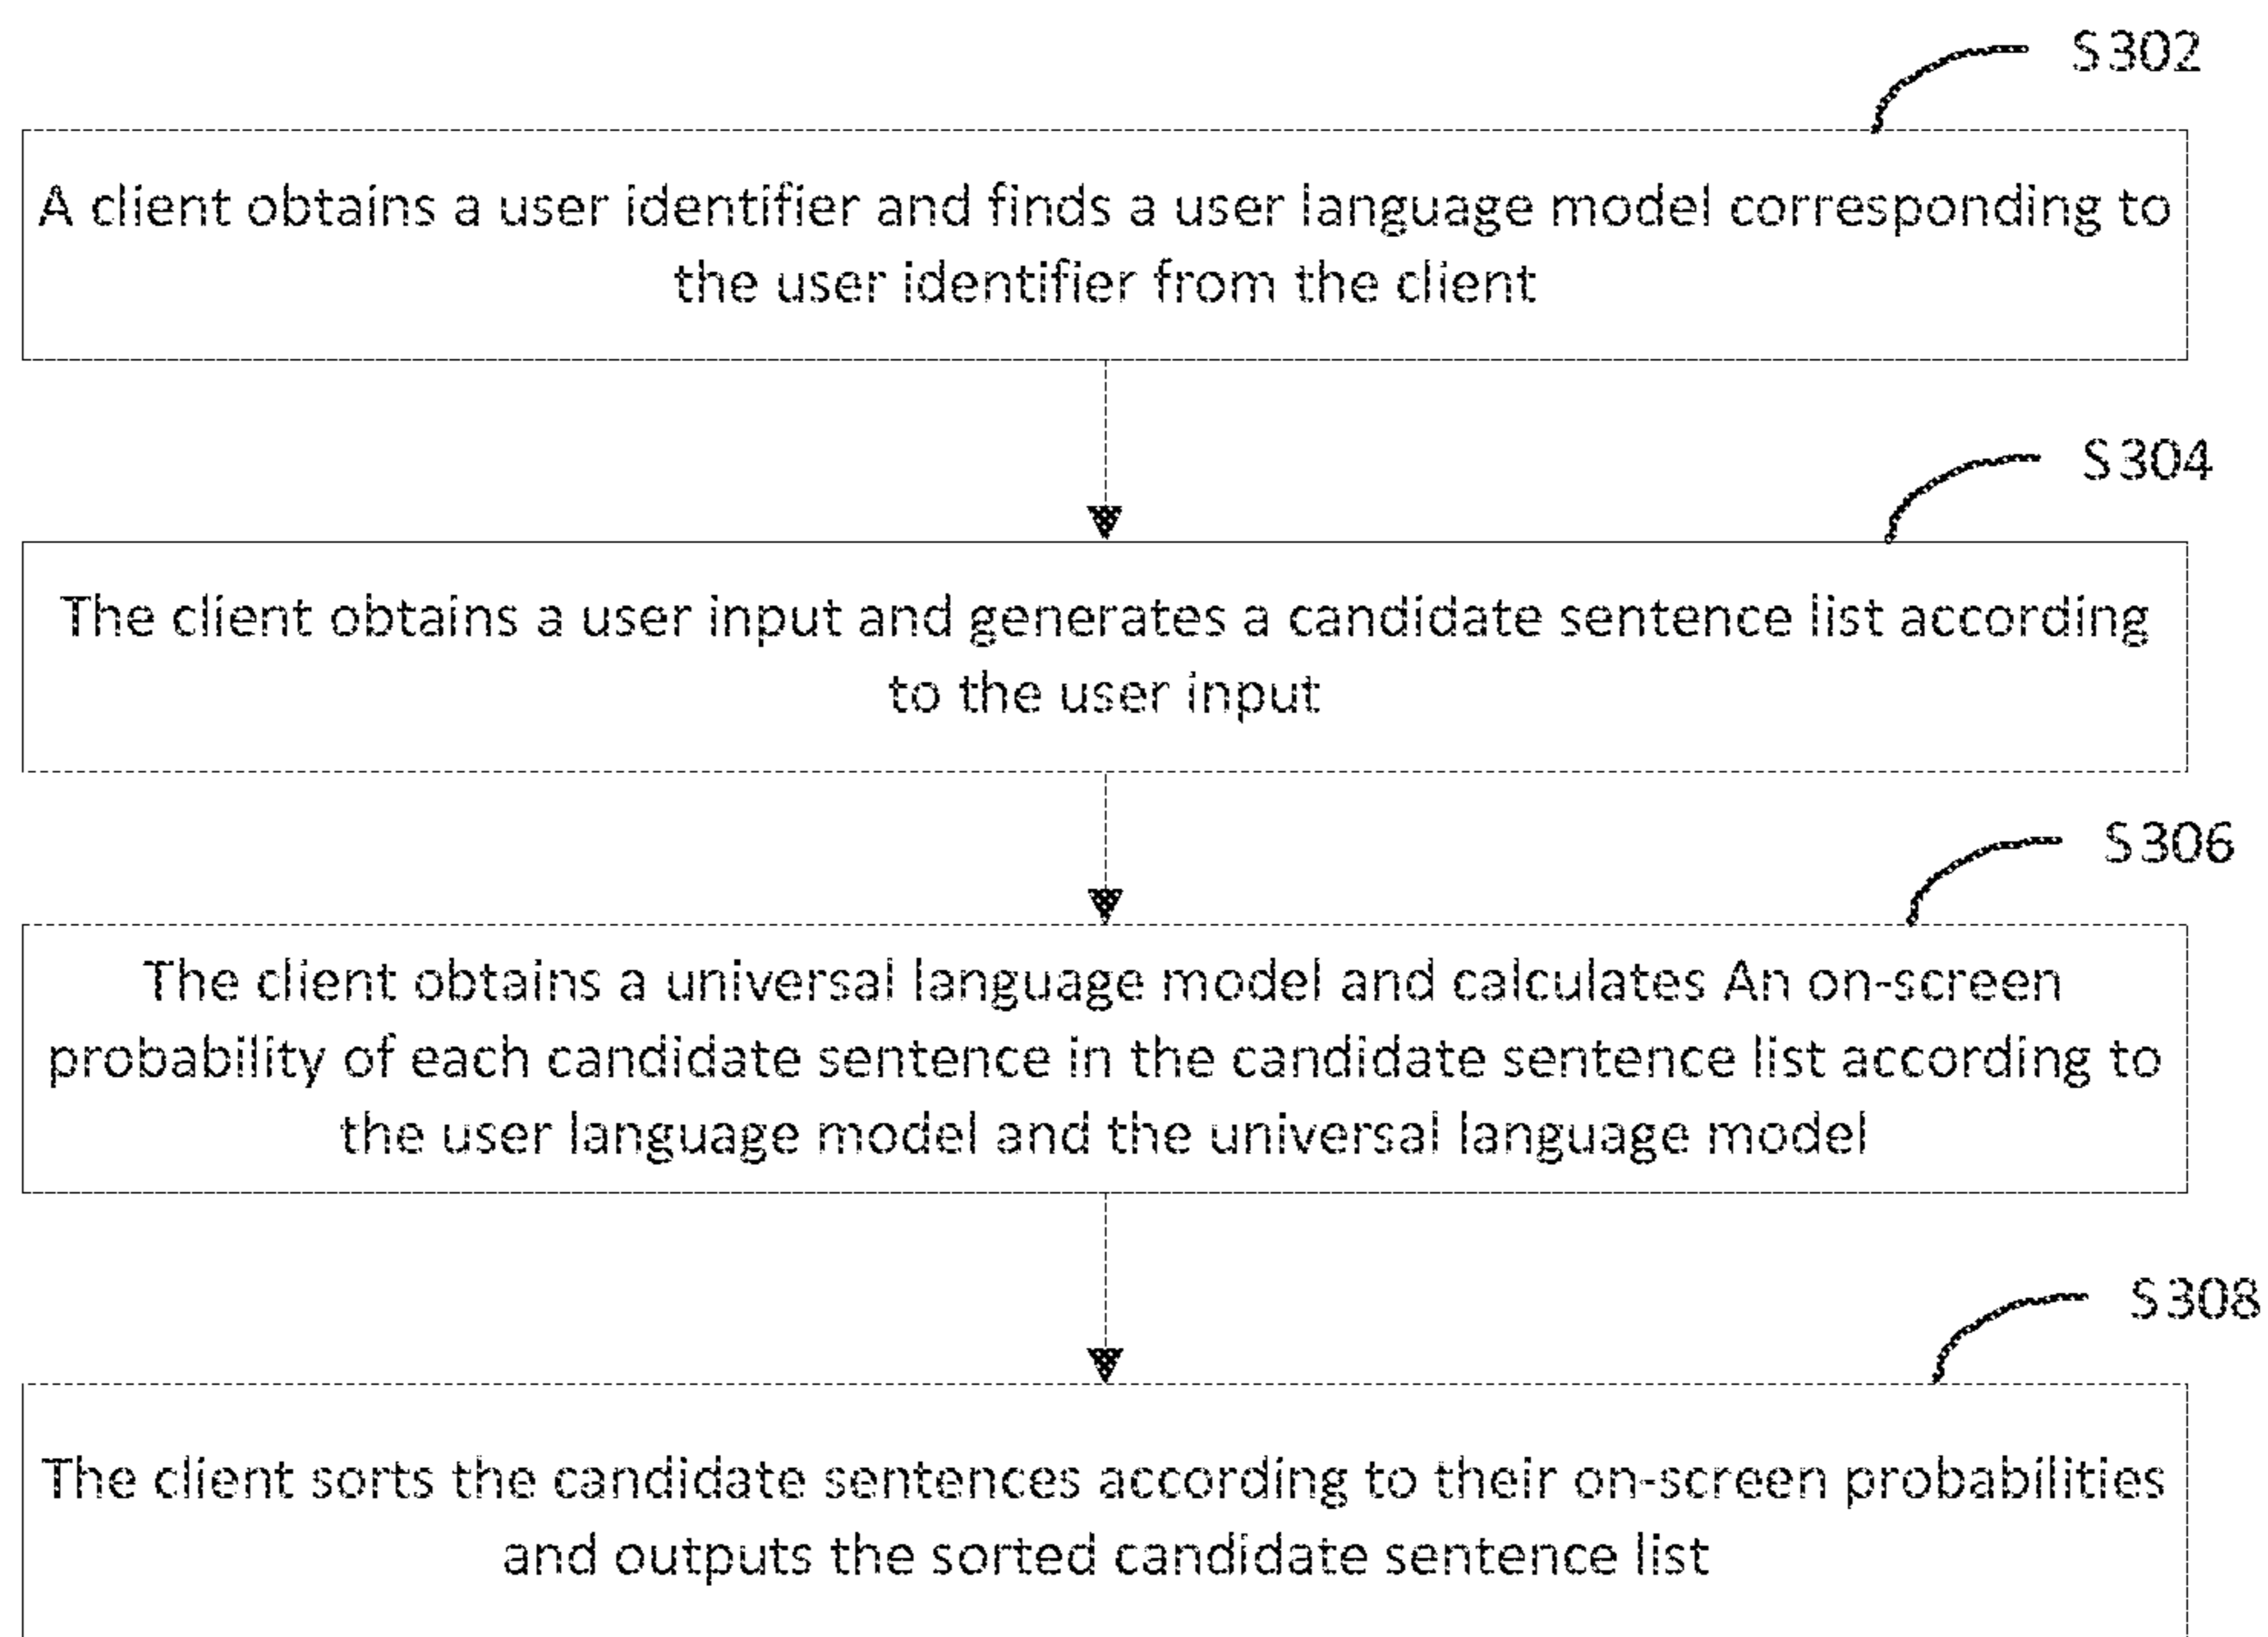 S302
A client obtains a user identifier and finds a user language model corresponding to
the user identifier from the client
S304
The client obtains a user input and generates a candidate sentence list according
to the user input
S306
The client obtains a universal language model and calculates An on-screen
probability of each candidate sentence in the candidate sentence list according to
the user language model and the universal language model
S308
The client sorts the candidate sentences according to their on-screen probabilities
and outputs the sorted candidate sentence list